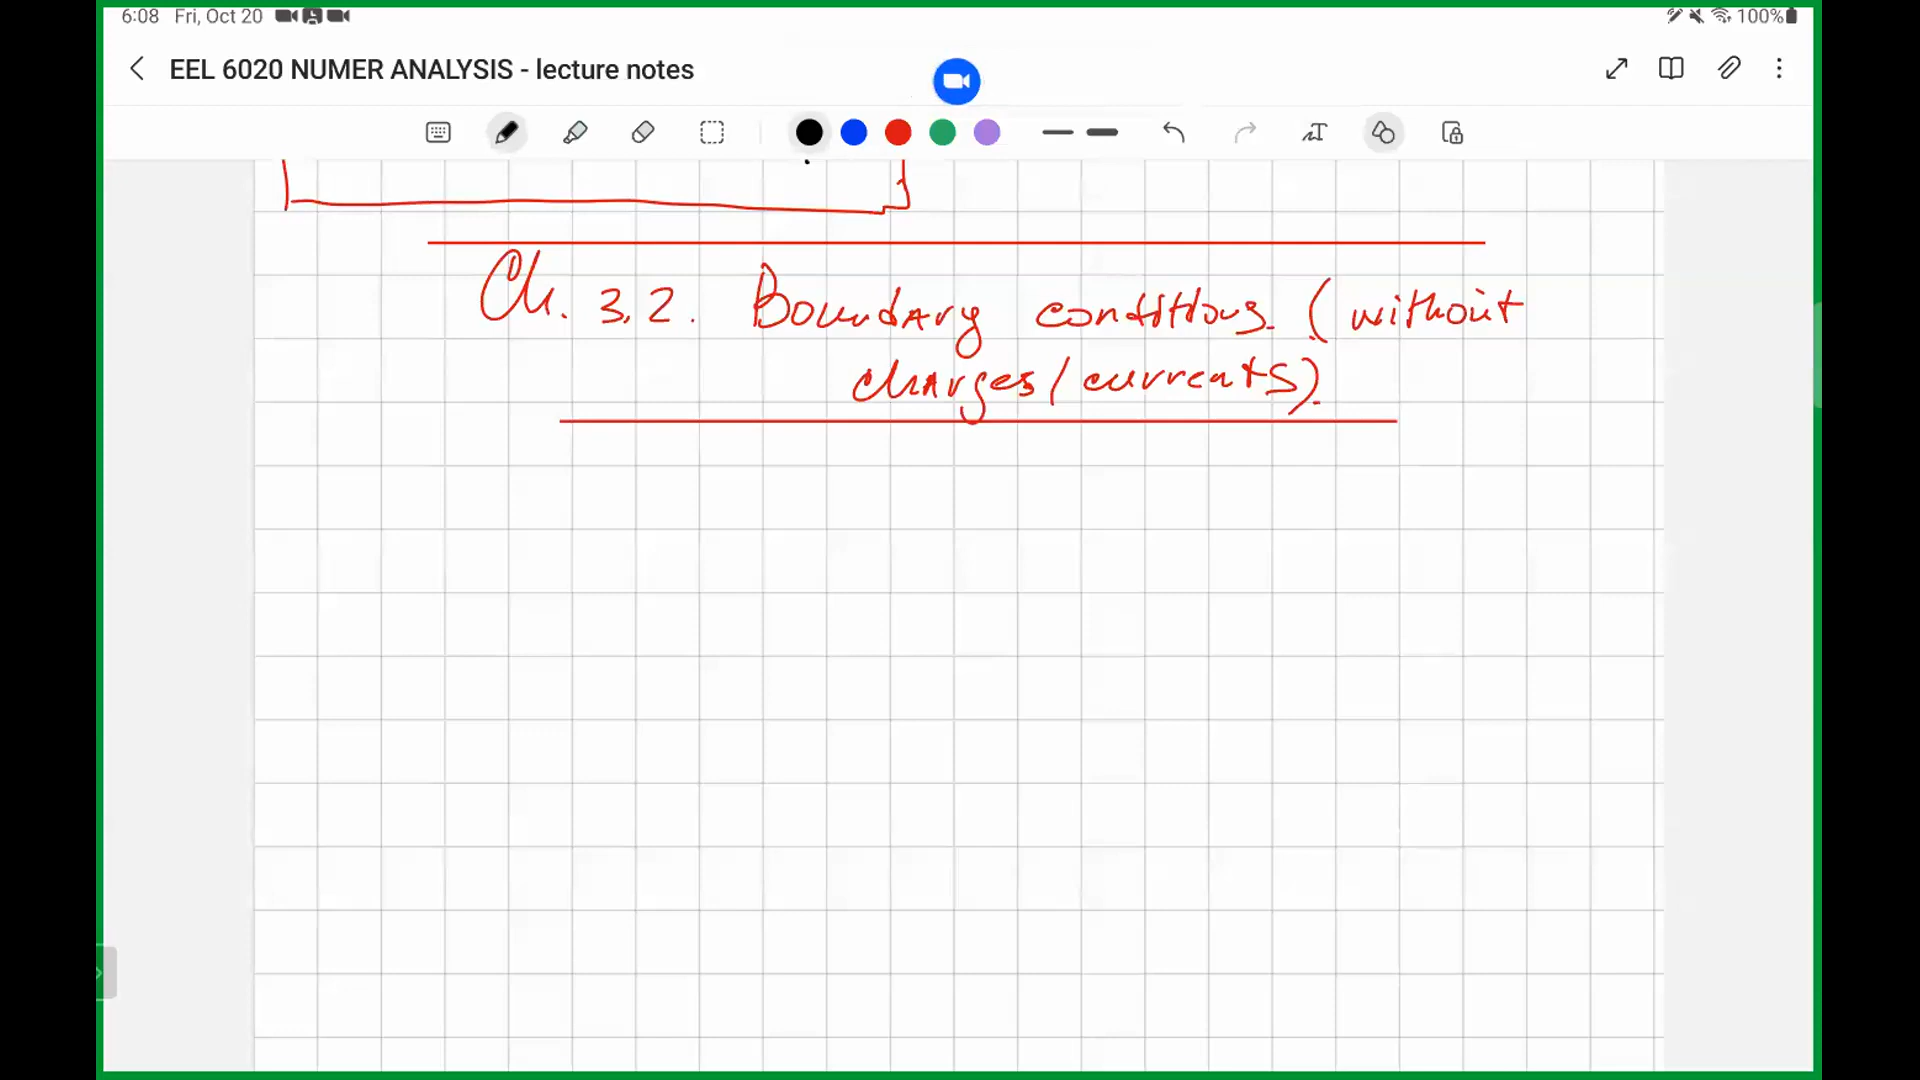 6:08 Fri, Oct 20 100%
EEL 6020 NUMER ANALYSIS - lecture notes
Ch. 3.2. Boundary conditions. (without
charges/currents).